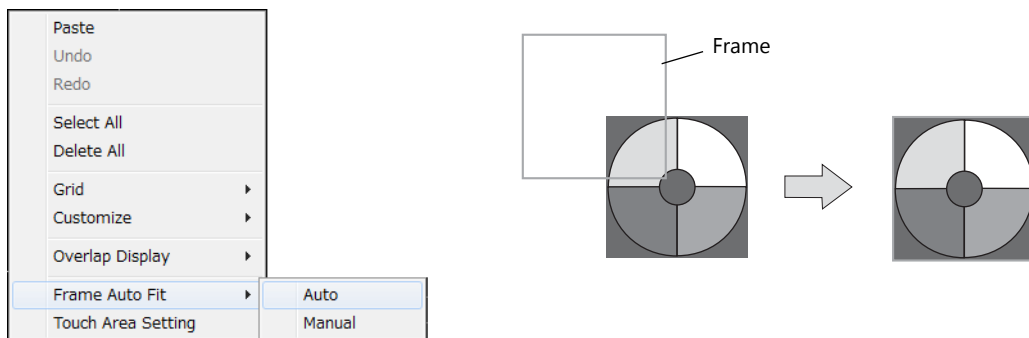 Paste
Undo
Redo
Select All
Delete All
Grid
Customize
Overlap Display
Frame Auto Fit
Touch Area Setting
Auto
Manual
Frame